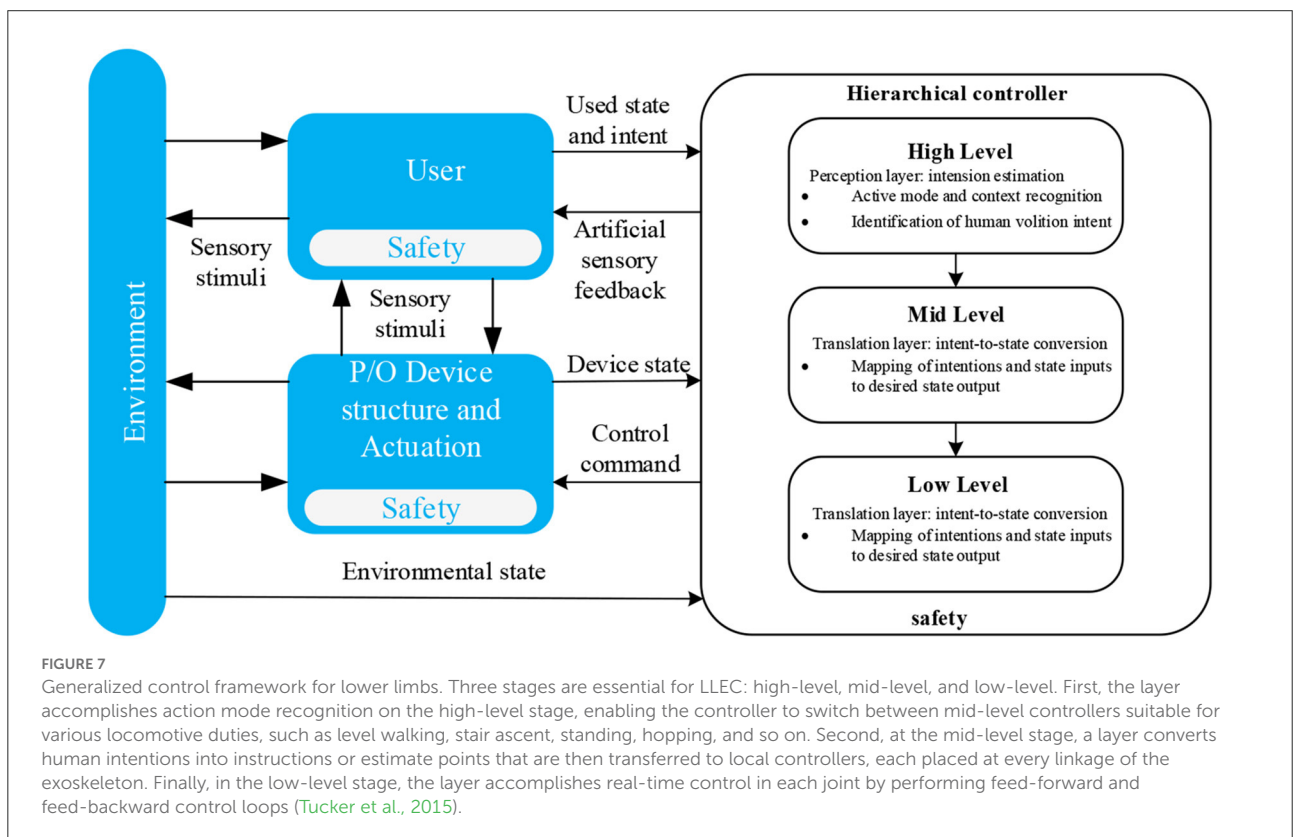 Environment
Sensory
stimuli
User
Safety
Sensory
stimuli
P/O Device
structure and
Actuation
Safety
Used state
and intent
Artificial
sensory
feedback
Device state
Control
command
Environmental state
Hierarchical controller
High Level
Perception layer: intension estimation
• Active mode and context recognition
• Identification of human volition intent
Mid Level
Translation layer: intent-to-state conversion
• Mapping of intentions and state inputs
to desired state output
Low Level
Translation layer: intent-to-state conversion
• Mapping of intentions and state inputs
to desired state output
safety
FIGURE 7
Generalized control framework for lower limbs. Three stages are essential for LLEC: high-level, mid-level, and low-level. First, the layer
accomplishes action mode recognition on the high-level stage, enabling the controller to switch between mid-level controllers suitable for
various locomotive duties, such as level walking, stair ascent, standing, hopping, and so on. Second, at the mid-level stage, a layer converts
human intentions into instructions or estimate points that are then transferred to local controllers, each placed at every linkage of the
exoskeleton. Finally, in the low-level stage, the layer accomplishes real-time control in each joint by performing feed-forward and
feed-backward control loops (Tucker et al., 2015).